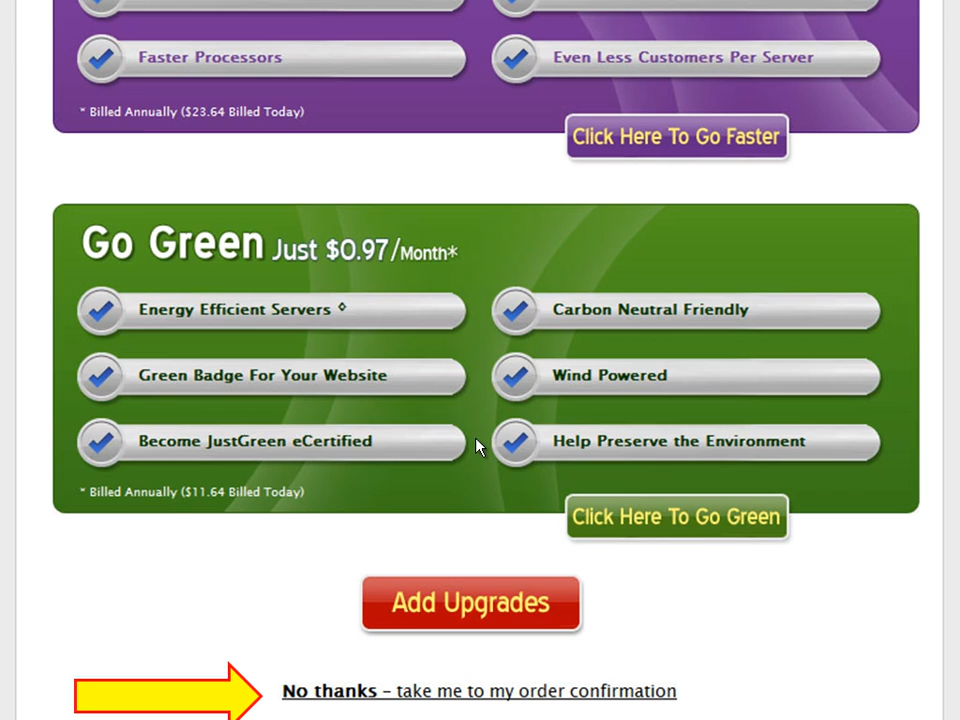 Faster Processors
Even Less Customers Per Server
* Billed Annually ($23.64 Billed Today)
Click Here To Go Faster
Go Green Just $0.97/Month*
Energy Efficient Servers ◊
Carbon Neutral Friendly
Green Badge For Your Website
Wind Powered
Become JustGreen eCertified
Help Preserve the Environment
* Billed Annually ($11.64 Billed Today)
Click Here To Go Green
Add Upgrades
No thanks – take me to my order confirmation